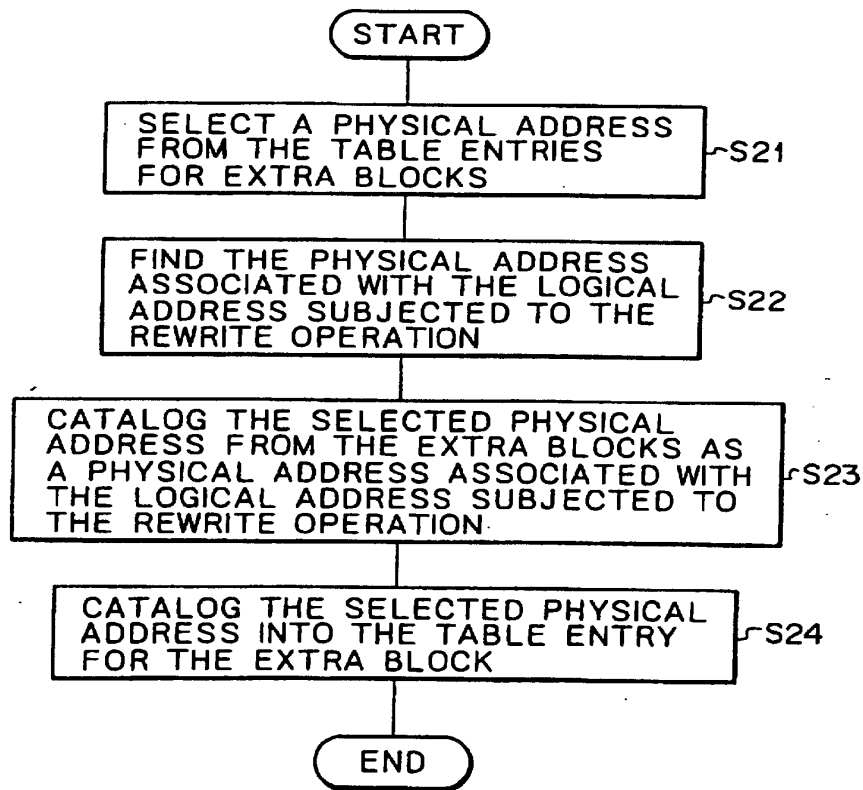 START
SELECT A PHYSICAL ADDRESS
FROM THE TABLE ENTRIES
FOR EXTRA BLOCKS
S21
FIND THE PHYSICAL ADDRESS
ASSOCIATED WITH THE LOGICAL
ADDRESS SUBJECTED TO THE
REWRITE OPERATION
S22
CATALOG THE SELECTED PHYSICAL
ADDRESS FROM THE EXTRA BLOCKS AS
A PHYSICAL ADDRESS ASSOCIATED WITH
THE LOGICAL ADDRESS SUBJECTED TO
THE REWRITE OPERATION
S23
CATALOG THE SELECTED PHYSICAL
ADDRESS INTO THE TABLE ENTRY
FOR THE EXTRA BLOCK
S24
END